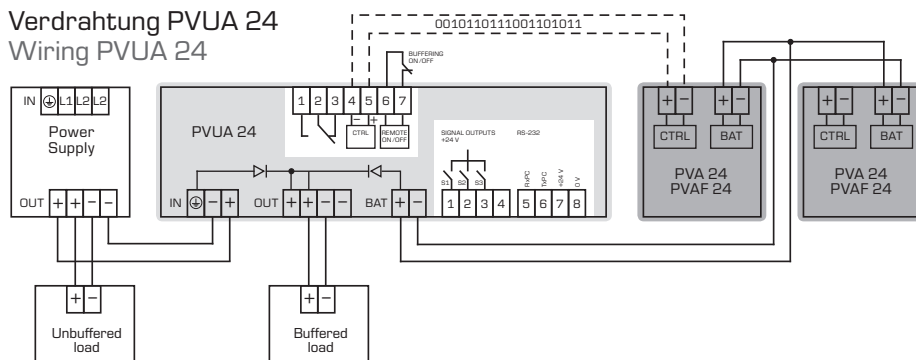 Verdrahtung PVUA 24
Wiring PVUA 24
0010110111001101011
BUFFERING
ON/OFF
IN L1 L2 L2
Power
Supply
OUT + + − −
PVUA 24
1 2 3 4 5 6 7
− +
CTRL
REMOTE
ON/OFF
SIGNAL OUTPUTS
+24 V
RS-232
S1 S2 S3
RxPC TxPC +24 V 0 V
1 2 3 4 5 6 7 8
IN − +
OUT + + − −
BAT + −
+ − + −
CTRL BAT
PVA 24
PVAF 24
+ − + −
CTRL BAT
PVA 24
PVAF 24
+ −
Unbuffered
load
+ −
Buffered
load